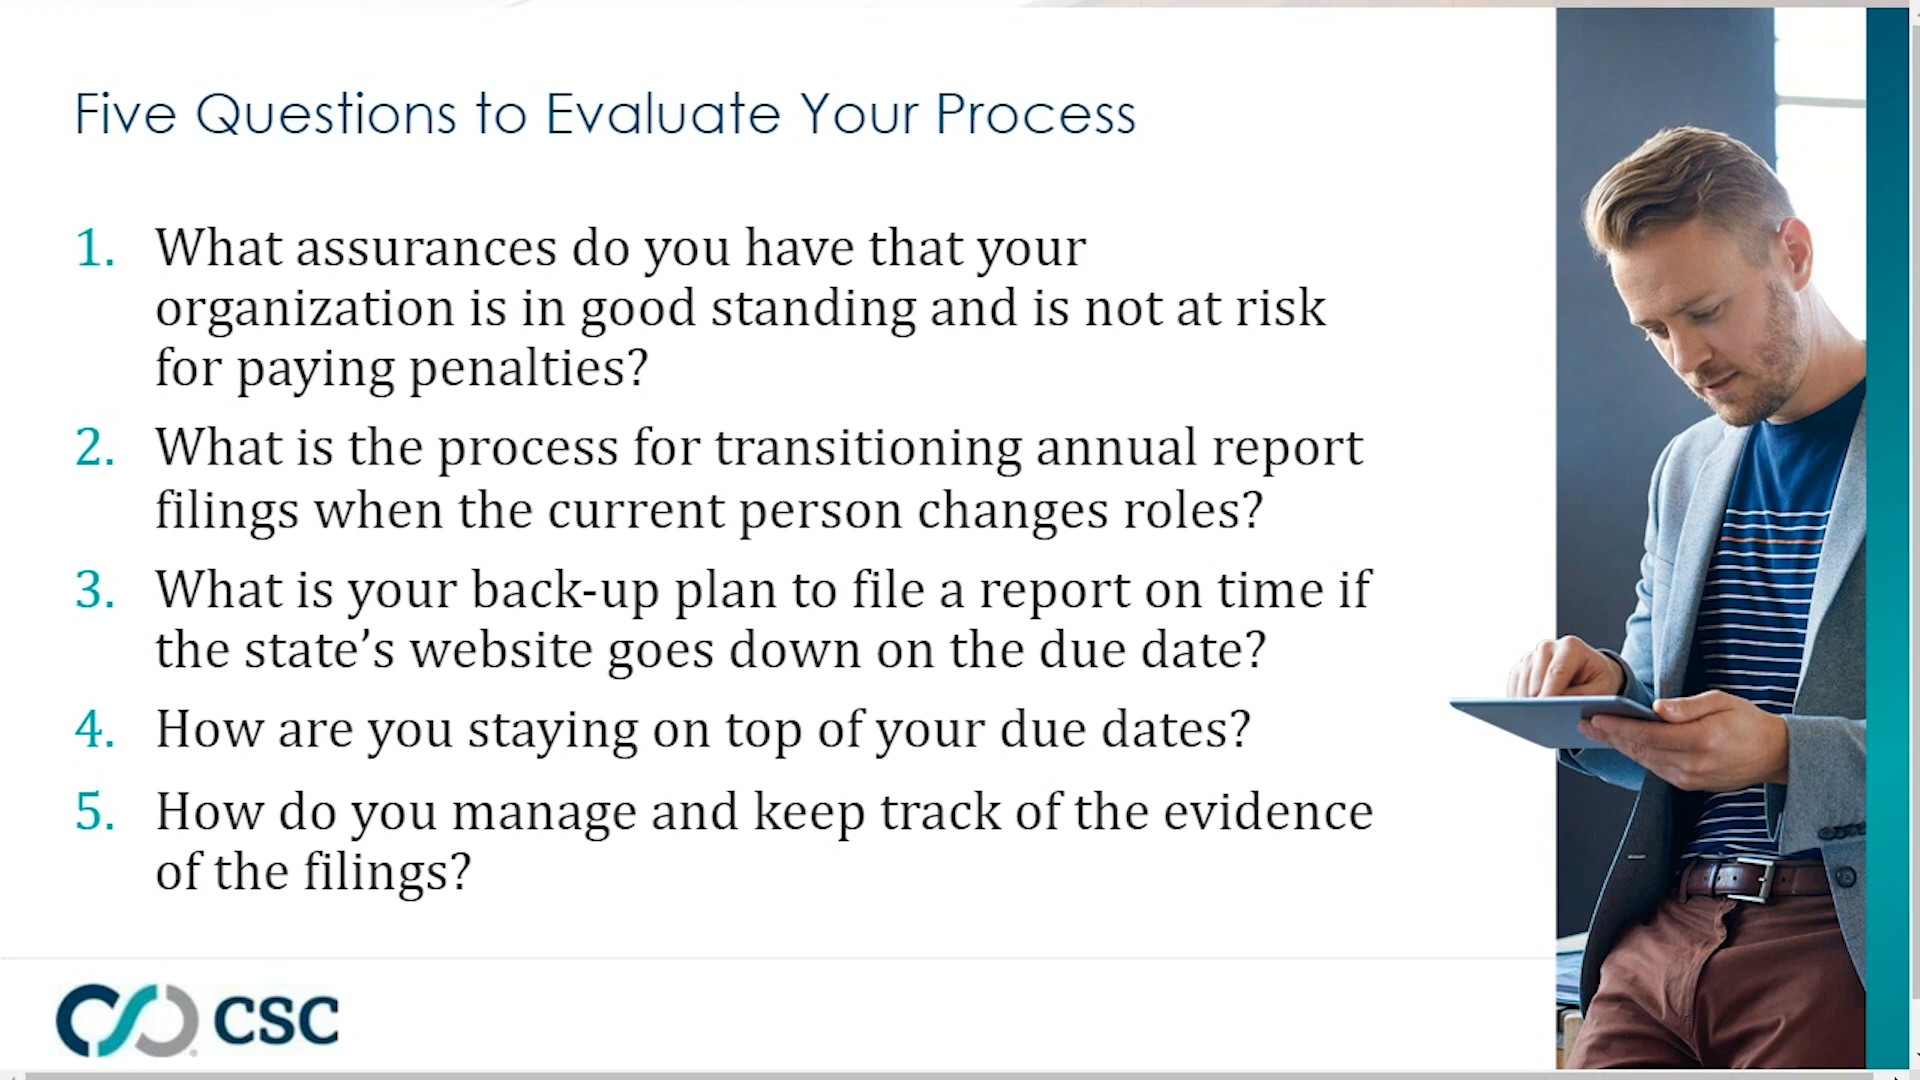 Five Questions to Evaluate Your Process
1. What assurances do you have that your
organization is in good standing and is not at risk
for paying penalties?
2. What is the process for transitioning annual report
filings when the current person changes roles?
3. What is your back-up plan to file a report on time if
the state’s website goes down on the due date?
4. How are you staying on top of your due dates?
5. How do you manage and keep track of the evidence
of the filings?
CSC